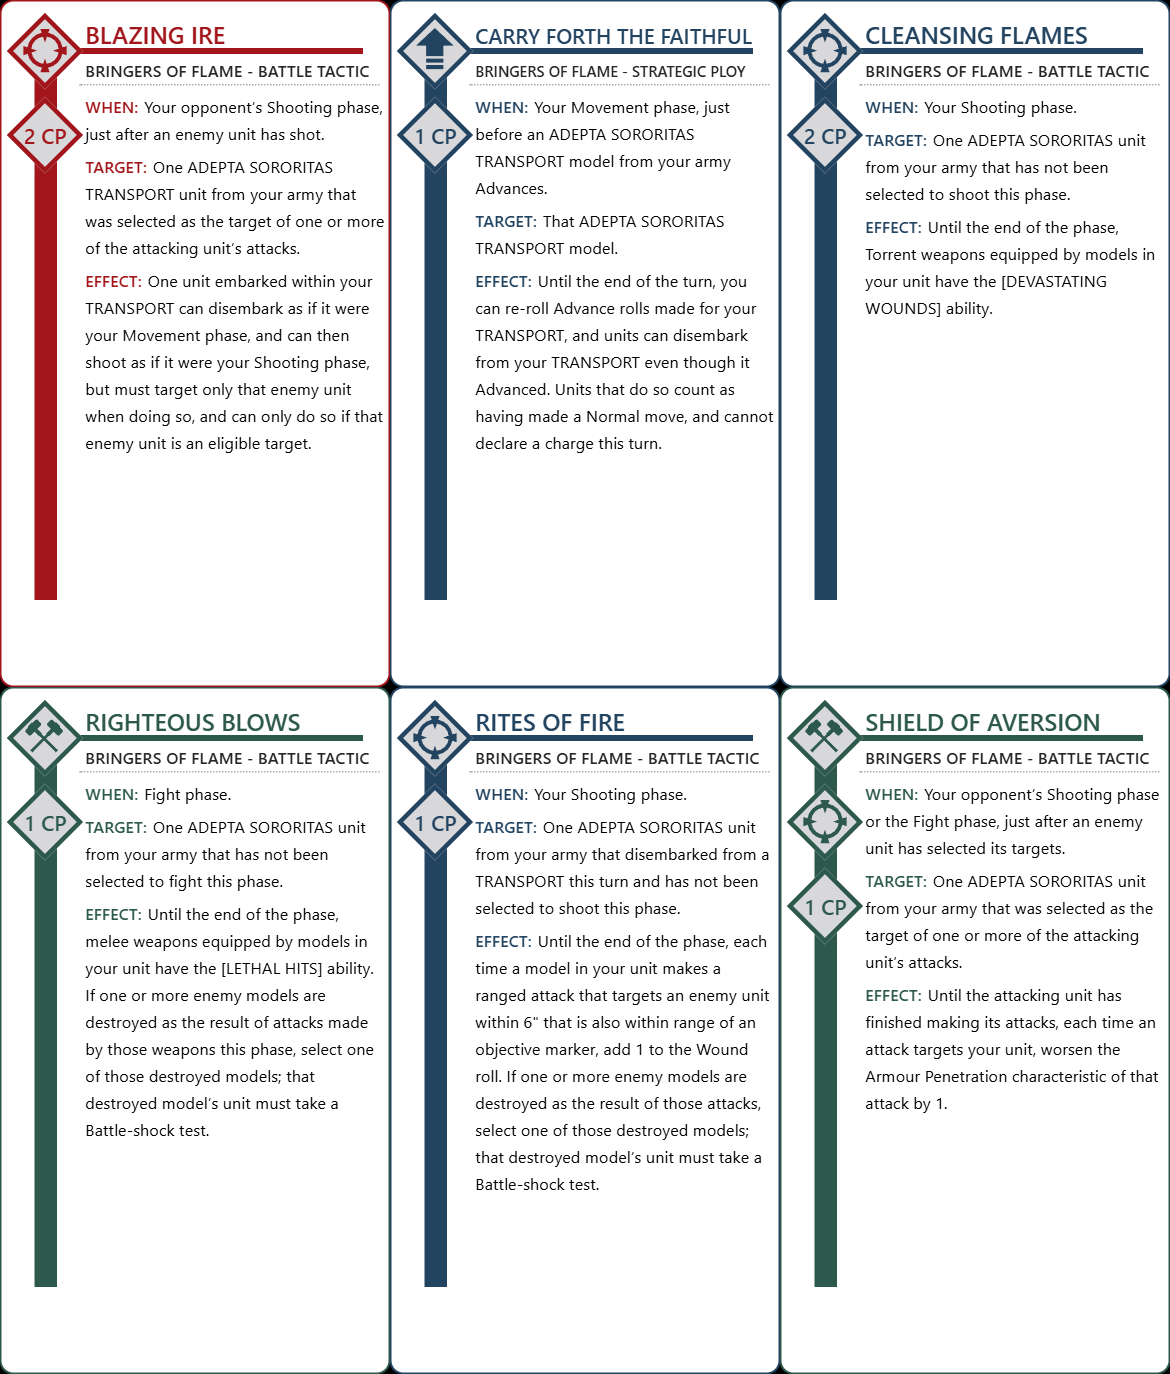 BLAZING IRE
BRINGERS OF FLAME - BATTLE TACTIC
2 CP
WHEN: Your opponent's Shooting phase,
just after an enemy unit has shot.
TARGET: One ADEPTA SORORITAS
TRANSPORT unit from your army that
was selected as the target of one or more
of the attacking unit's attacks.
EFFECT: One unit embarked within your
TRANSPORT can disembark as if it were
your Movement phase, and can then
shoot as if it were your Shooting phase,
but must target only that enemy unit
when doing so, and can only do so if that
enemy unit is an eligible target.
CARRY FORTH THE FAITHFUL
BRINGERS OF FLAME - STRATEGIC PLOY
1 CP
WHEN: Your Movement phase, just
before an ADEPTA SORORITAS
TRANSPORT model from your army
Advances.
TARGET: That ADEPTA SORORITAS
TRANSPORT model.
EFFECT: Until the end of the turn, you
can re-roll Advance rolls made for your
TRANSPORT, and units can disembark
from your TRANSPORT even though it
Advanced. Units that do so count as
having made a Normal move, and cannot
declare a charge this turn.
CLEANSING FLAMES
BRINGERS OF FLAME - BATTLE TACTIC
2 CP
WHEN: Your Shooting phase.
TARGET: One ADEPTA SORORITAS unit
from your army that has not been
selected to shoot this phase.
EFFECT: Until the end of the phase,
Torrent weapons equipped by models in
your unit have the [DEVASTATING
WOUNDS] ability.
RIGHTEOUS BLOWS
BRINGERS OF FLAME - BATTLE TACTIC
1 CP
WHEN: Fight phase.
TARGET: One ADEPTA SORORITAS unit
from your army that has not been
selected to fight this phase.
EFFECT: Until the end of the phase,
melee weapons equipped by models in
your unit have the [LETHAL HITS] ability.
If one or more enemy models are
destroyed as the result of attacks made
by those weapons this phase, select one
of those destroyed models; that
destroyed model's unit must take a
Battle-shock test.
RITES OF FIRE
BRINGERS OF FLAME - BATTLE TACTIC
1 CP
WHEN: Your Shooting phase.
TARGET: One ADEPTA SORORITAS unit
from your army that disembarked from a
TRANSPORT this turn and has not been
selected to shoot this phase.
EFFECT: Until the end of the phase, each
time a model in your unit makes a
ranged attack that targets an enemy unit
within 6" that is also within range of an
objective marker, add 1 to the Wound
roll. If one or more enemy models are
destroyed as the result of those attacks,
select one of those destroyed models;
that destroyed model's unit must take a
Battle-shock test.
SHIELD OF AVERSION
BRINGERS OF FLAME - BATTLE TACTIC
1 CP
WHEN: Your opponent's Shooting phase
or the Fight phase, just after an enemy
unit has selected its targets.
TARGET: One ADEPTA SORORITAS unit
from your army that was selected as the
target of one or more of the attacking
unit's attacks.
EFFECT: Until the attacking unit has
finished making its attacks, each time an
attack targets your unit, worsen the
Armour Penetration characteristic of that
attack by 1.